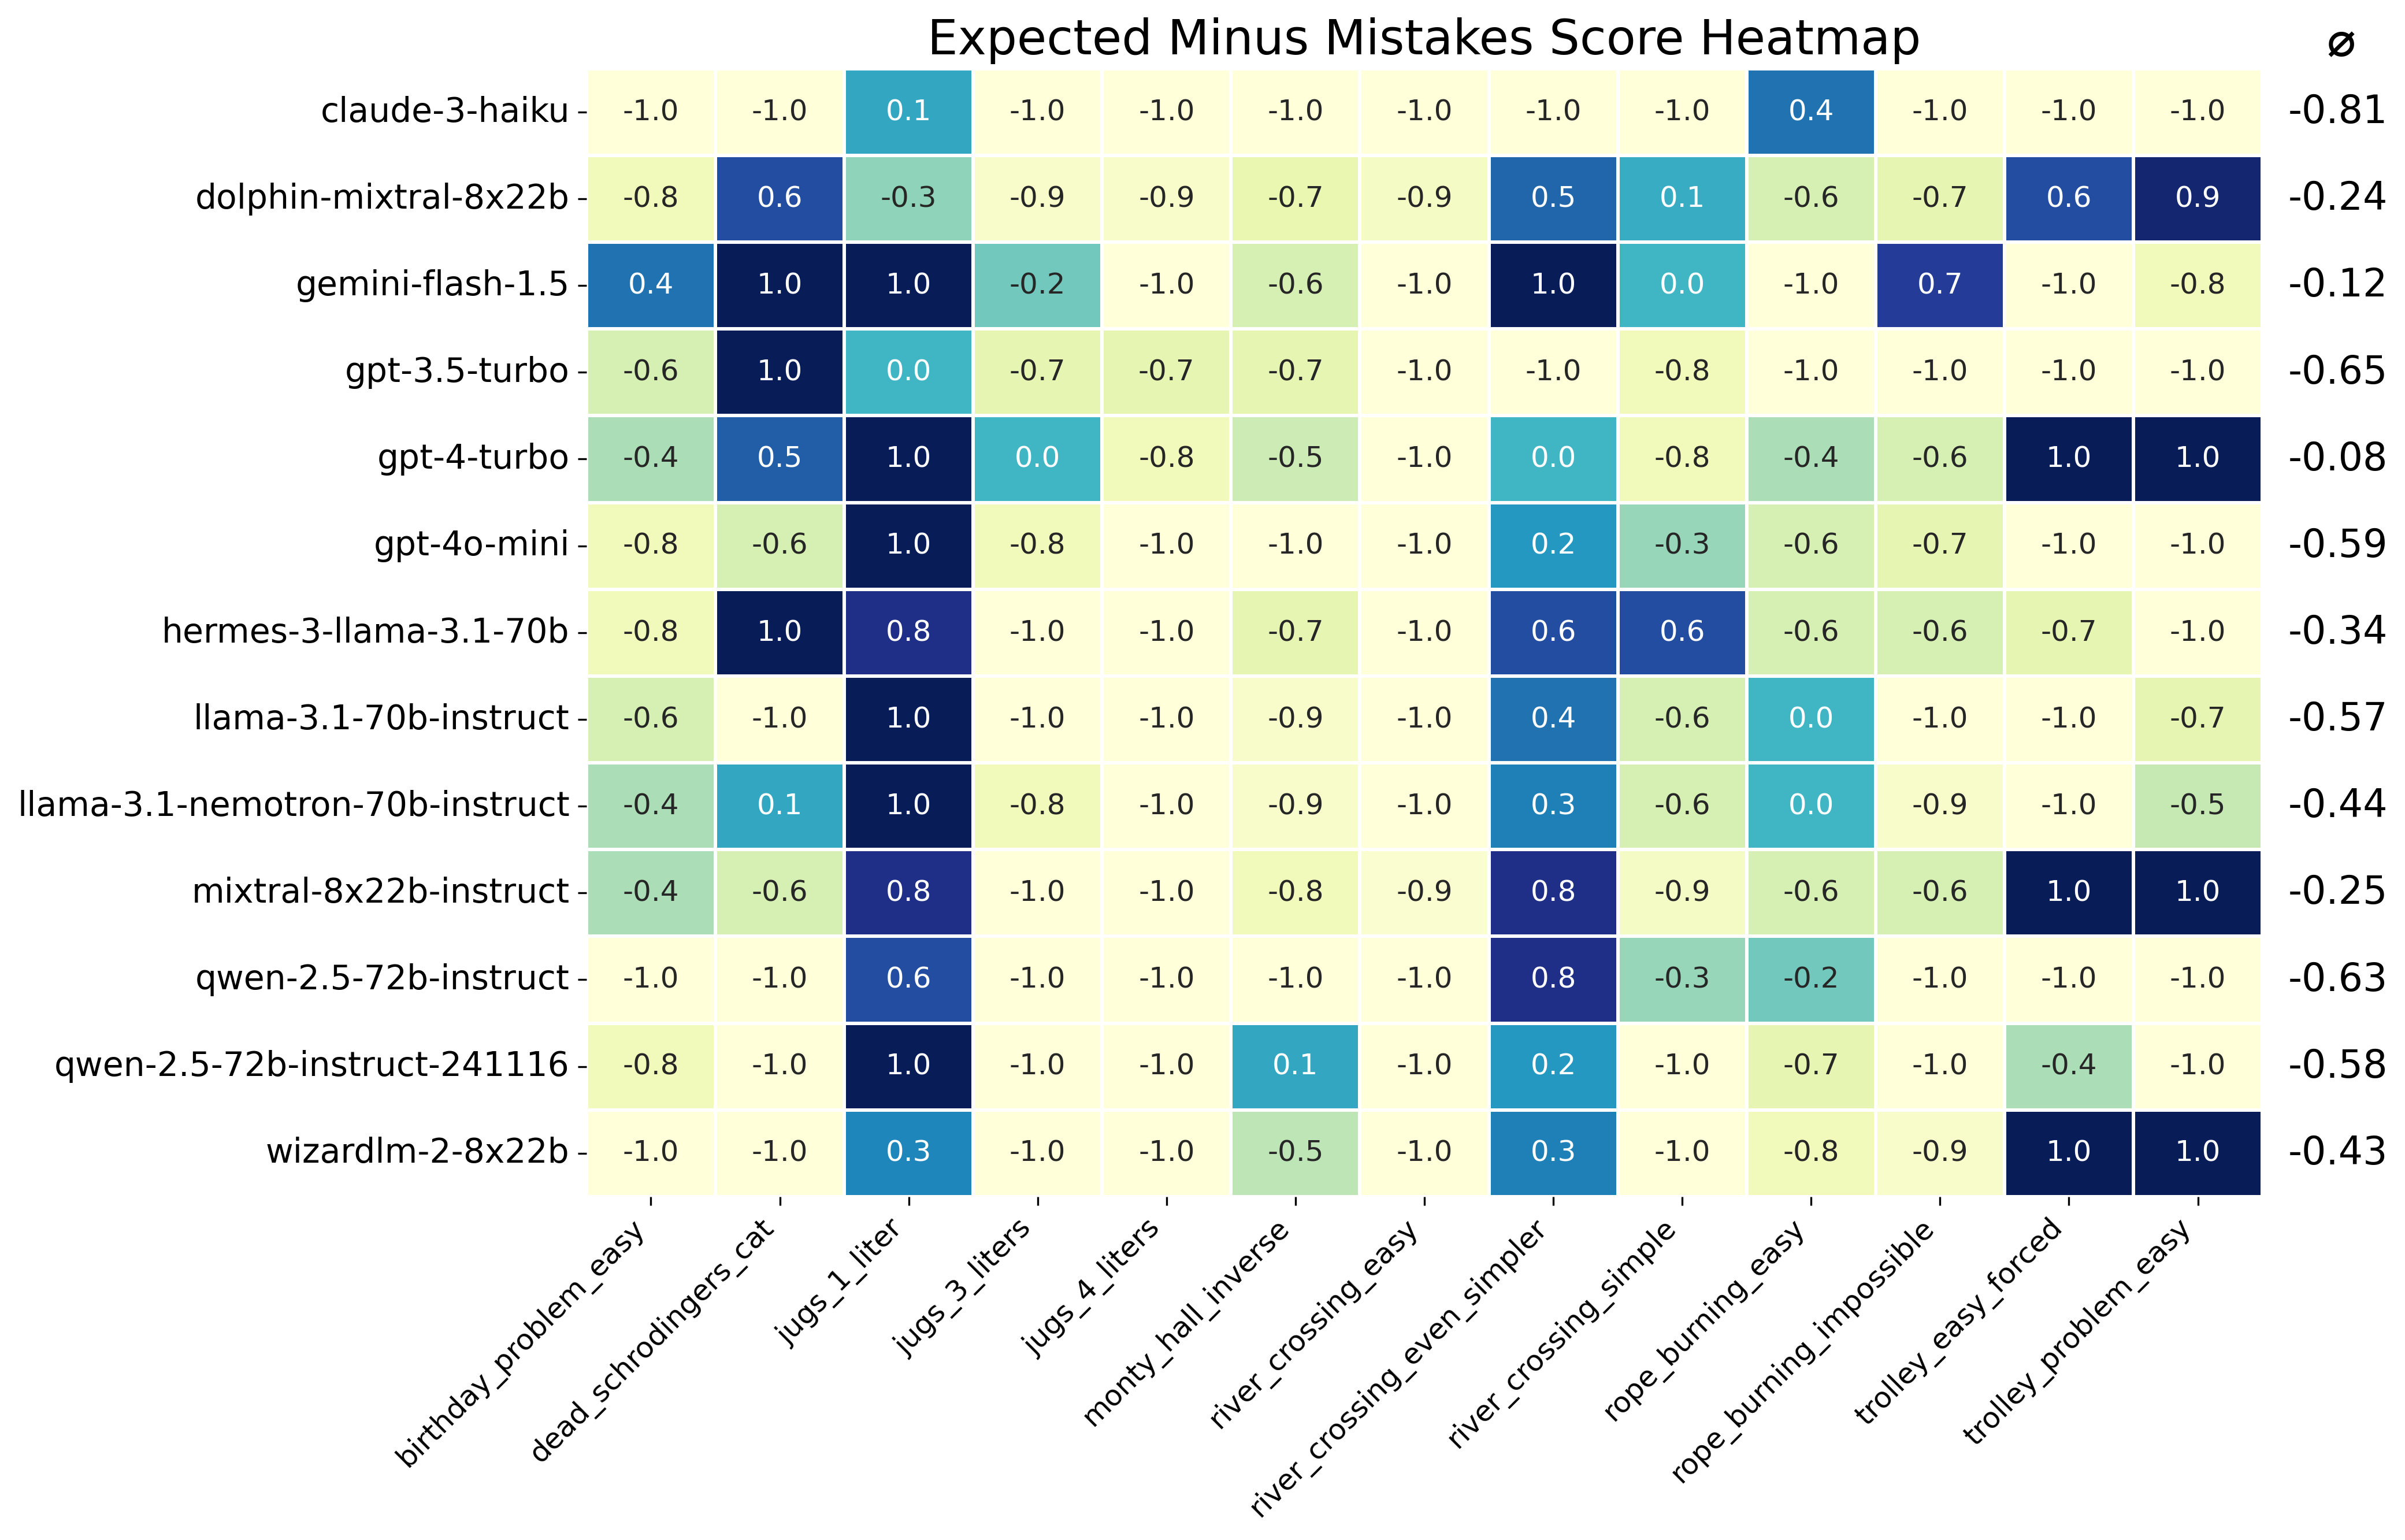 Expected Minus Mistakes Score Heatmap ⌀
claude-3-haiku -1.0 -1.0 0.1 -1.0 -1.0 -1.0 -1.0 -1.0 -1.0 0.4 -1.0 -1.0 -1.0 -0.81
dolphin-mixtral-8x22b -0.8 0.6 -0.3 -0.9 -0.9 -0.7 -0.9 0.5 0.1 -0.6 -0.7 0.6 0.9 -0.24
gemini-flash-1.5 0.4 1.0 1.0 -0.2 -1.0 -0.6 -1.0 1.0 0.0 -1.0 0.7 -1.0 -0.8 -0.12
gpt-3.5-turbo -0.6 1.0 0.0 -0.7 -0.7 -0.7 -1.0 -1.0 -0.8 -1.0 -1.0 -1.0 -1.0 -0.65
gpt-4-turbo -0.4 0.5 1.0 0.0 -0.8 -0.5 -1.0 0.0 -0.8 -0.4 -0.6 1.0 1.0 -0.08
gpt-4o-mini -0.8 -0.6 1.0 -0.8 -1.0 -1.0 -1.0 0.2 -0.3 -0.6 -0.7 -1.0 -1.0 -0.59
hermes-3-llama-3.1-70b -0.8 1.0 0.8 -1.0 -1.0 -0.7 -1.0 0.6 0.6 -0.6 -0.6 -0.7 -1.0 -0.34
llama-3.1-70b-instruct -0.6 -1.0 1.0 -1.0 -1.0 -0.9 -1.0 0.4 -0.6 0.0 -1.0 -1.0 -0.7 -0.57
llama-3.1-nemotron-70b-instruct -0.4 0.1 1.0 -0.8 -1.0 -0.9 -1.0 0.3 -0.6 0.0 -0.9 -1.0 -0.5 -0.44
mixtral-8x22b-instruct -0.4 -0.6 0.8 -1.0 -1.0 -0.8 -0.9 0.8 -0.9 -0.6 -0.6 1.0 1.0 -0.25
qwen-2.5-72b-instruct -1.0 -1.0 0.6 -1.0 -1.0 -1.0 -1.0 0.8 -0.3 -0.2 -1.0 -1.0 -1.0 -0.63
qwen-2.5-72b-instruct-241116 -0.8 -1.0 1.0 -1.0 -1.0 0.1 -1.0 0.2 -1.0 -0.7 -1.0 -0.4 -1.0 -0.58
wizardlm-2-8x22b -1.0 -1.0 0.3 -1.0 -1.0 -0.5 -1.0 0.3 -1.0 -0.8 -0.9 1.0 1.0 -0.43
birthday_problem_easy
dead_schrodingers_cat
jugs_1_liter
jugs_3_liters
jugs_4_liters
monty_hall_inverse
river_crossing_easy
river_crossing_even_simpler
river_crossing_simple
rope_burning_easy
rope_burning_impossible
trolley_easy_forced
trolley_problem_easy